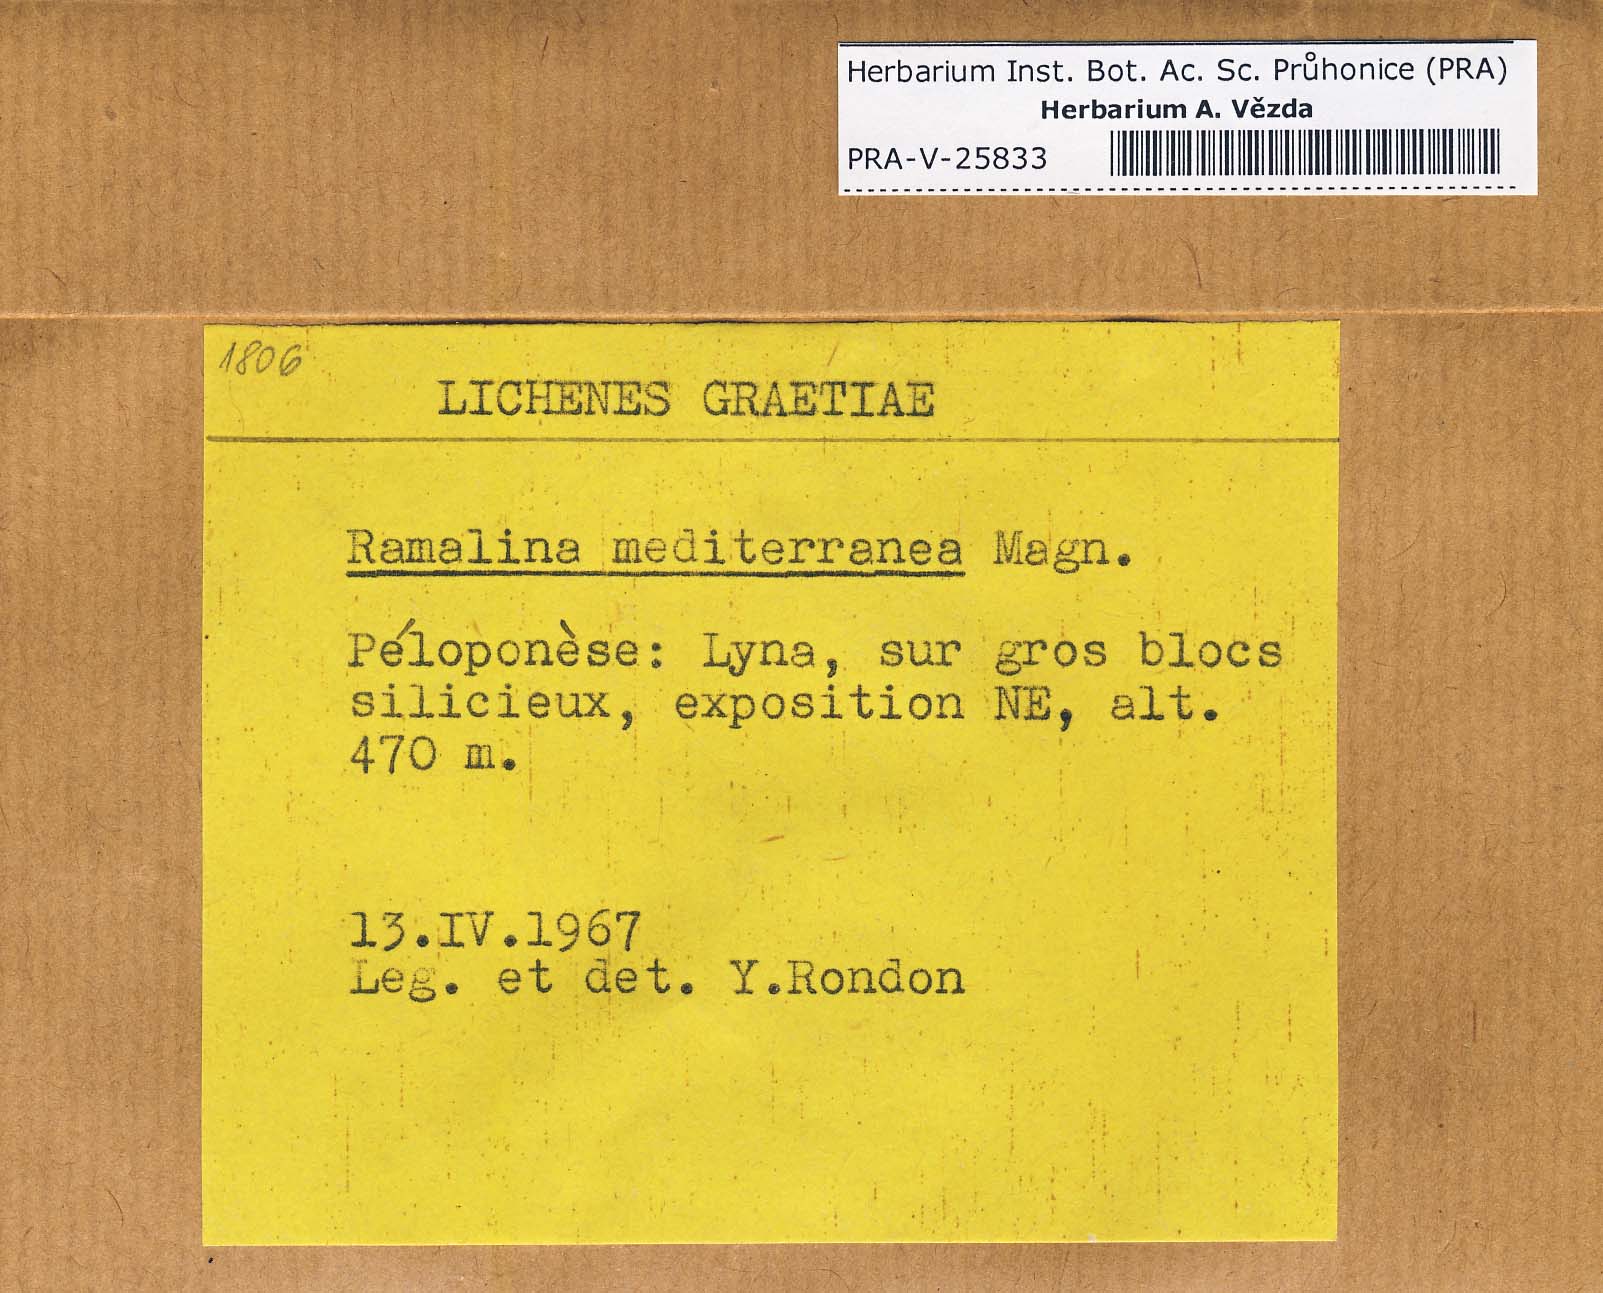 Herbarium Inst. Bot. Ac. Sc. Průhonice (PRA)
Herbarium A. Vězda
PRA-V-25833
1806
LICHENES GRAETIAE
Ramalina mediterranea Magn.
Péloponèse: Lyna, sur gros blocs
silicieux, exposition NE, alt.
470 m.
13.IV.1967
Leg. et det. Y.Rondon